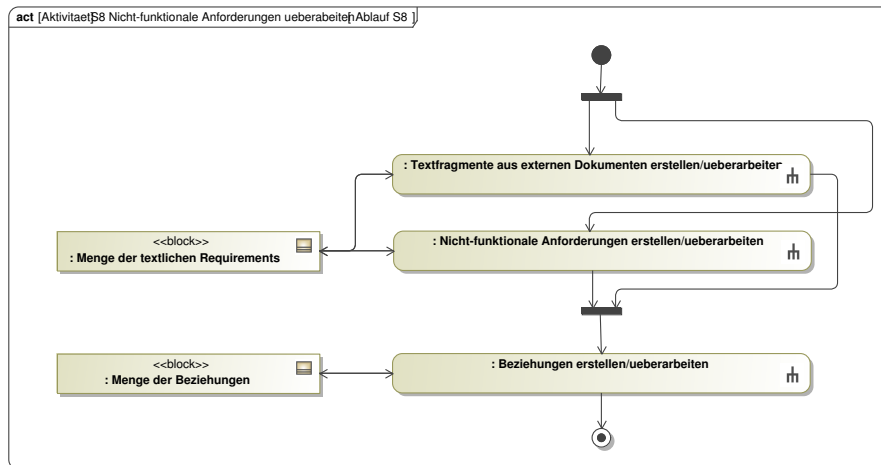 act [Aktivitaet] S8 Nicht-funktionale Anforderungen ueberabeiten [ Ablauf S8 ]
: Textfragmente aus externen Dokumenten erstellen/ueberarbeiten
<<block>>
: Menge der textlichen Requirements
: Nicht-funktionale Anforderungen erstellen/ueberarbeiten
<<block>>
: Menge der Beziehungen
: Beziehungen erstellen/ueberarbeiten